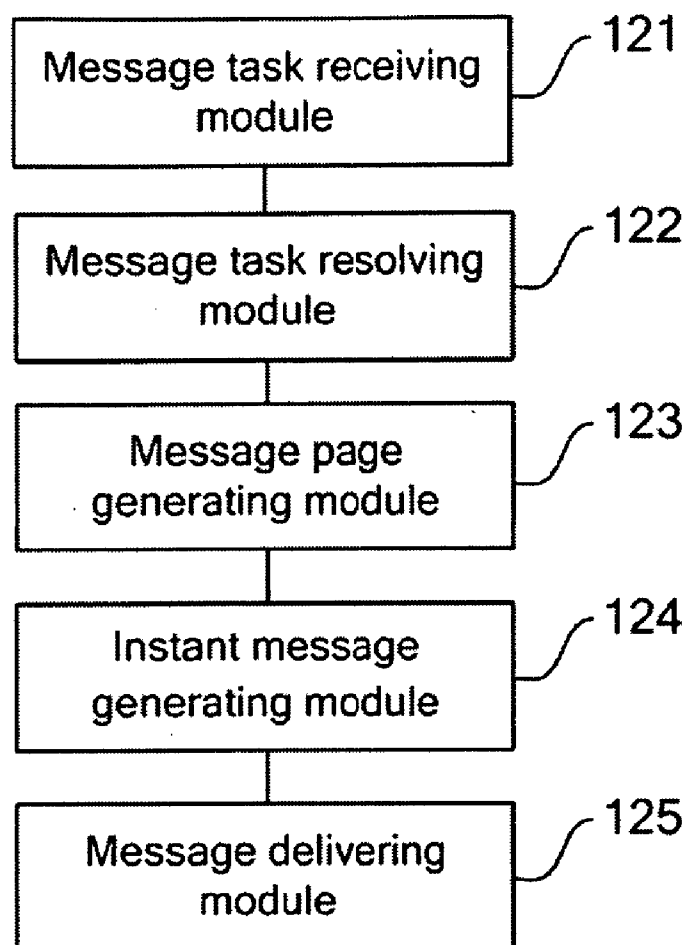 121
Message task receiving
module
122
Message task resolving
module
123
Message page
generating module
124
Instant message
generating module
125
Message delivering
module